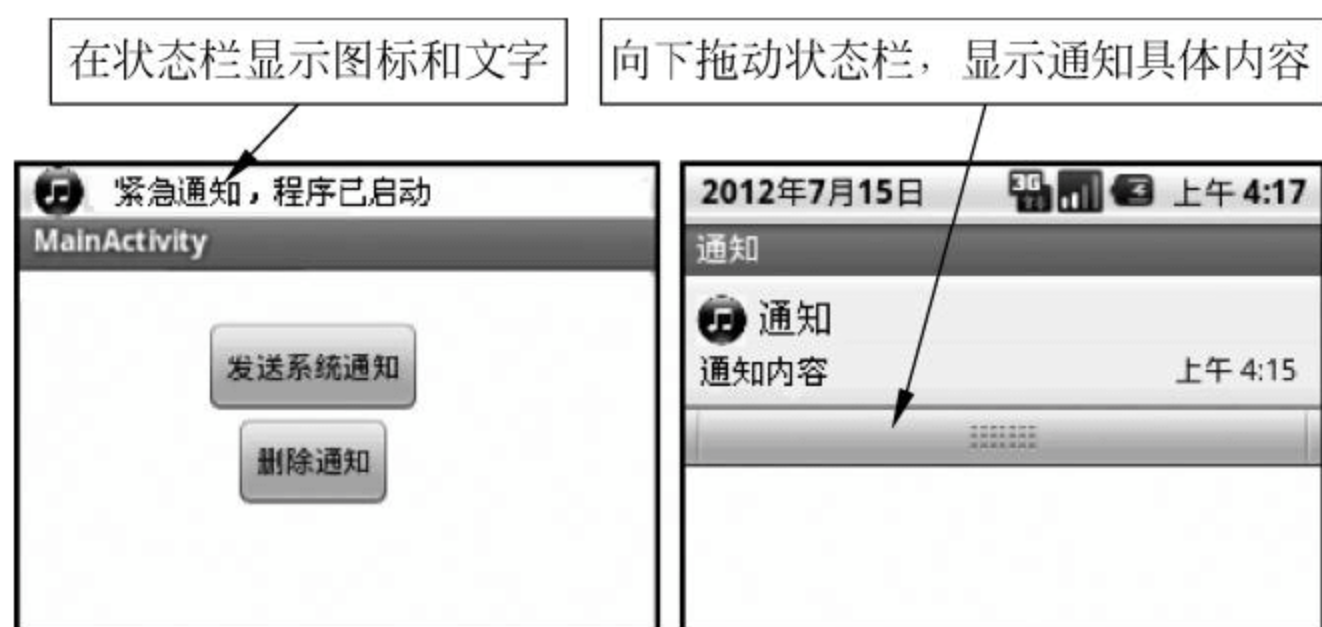 在状态栏显示图标和文字
向下拖动状态栏，显示通知具体内容
紧急通知，程序已启动
MainActivity
发送系统通知
删除通知
2012年7月15日 3G 上午 4:17
通知
通知
通知内容 上午 4:15